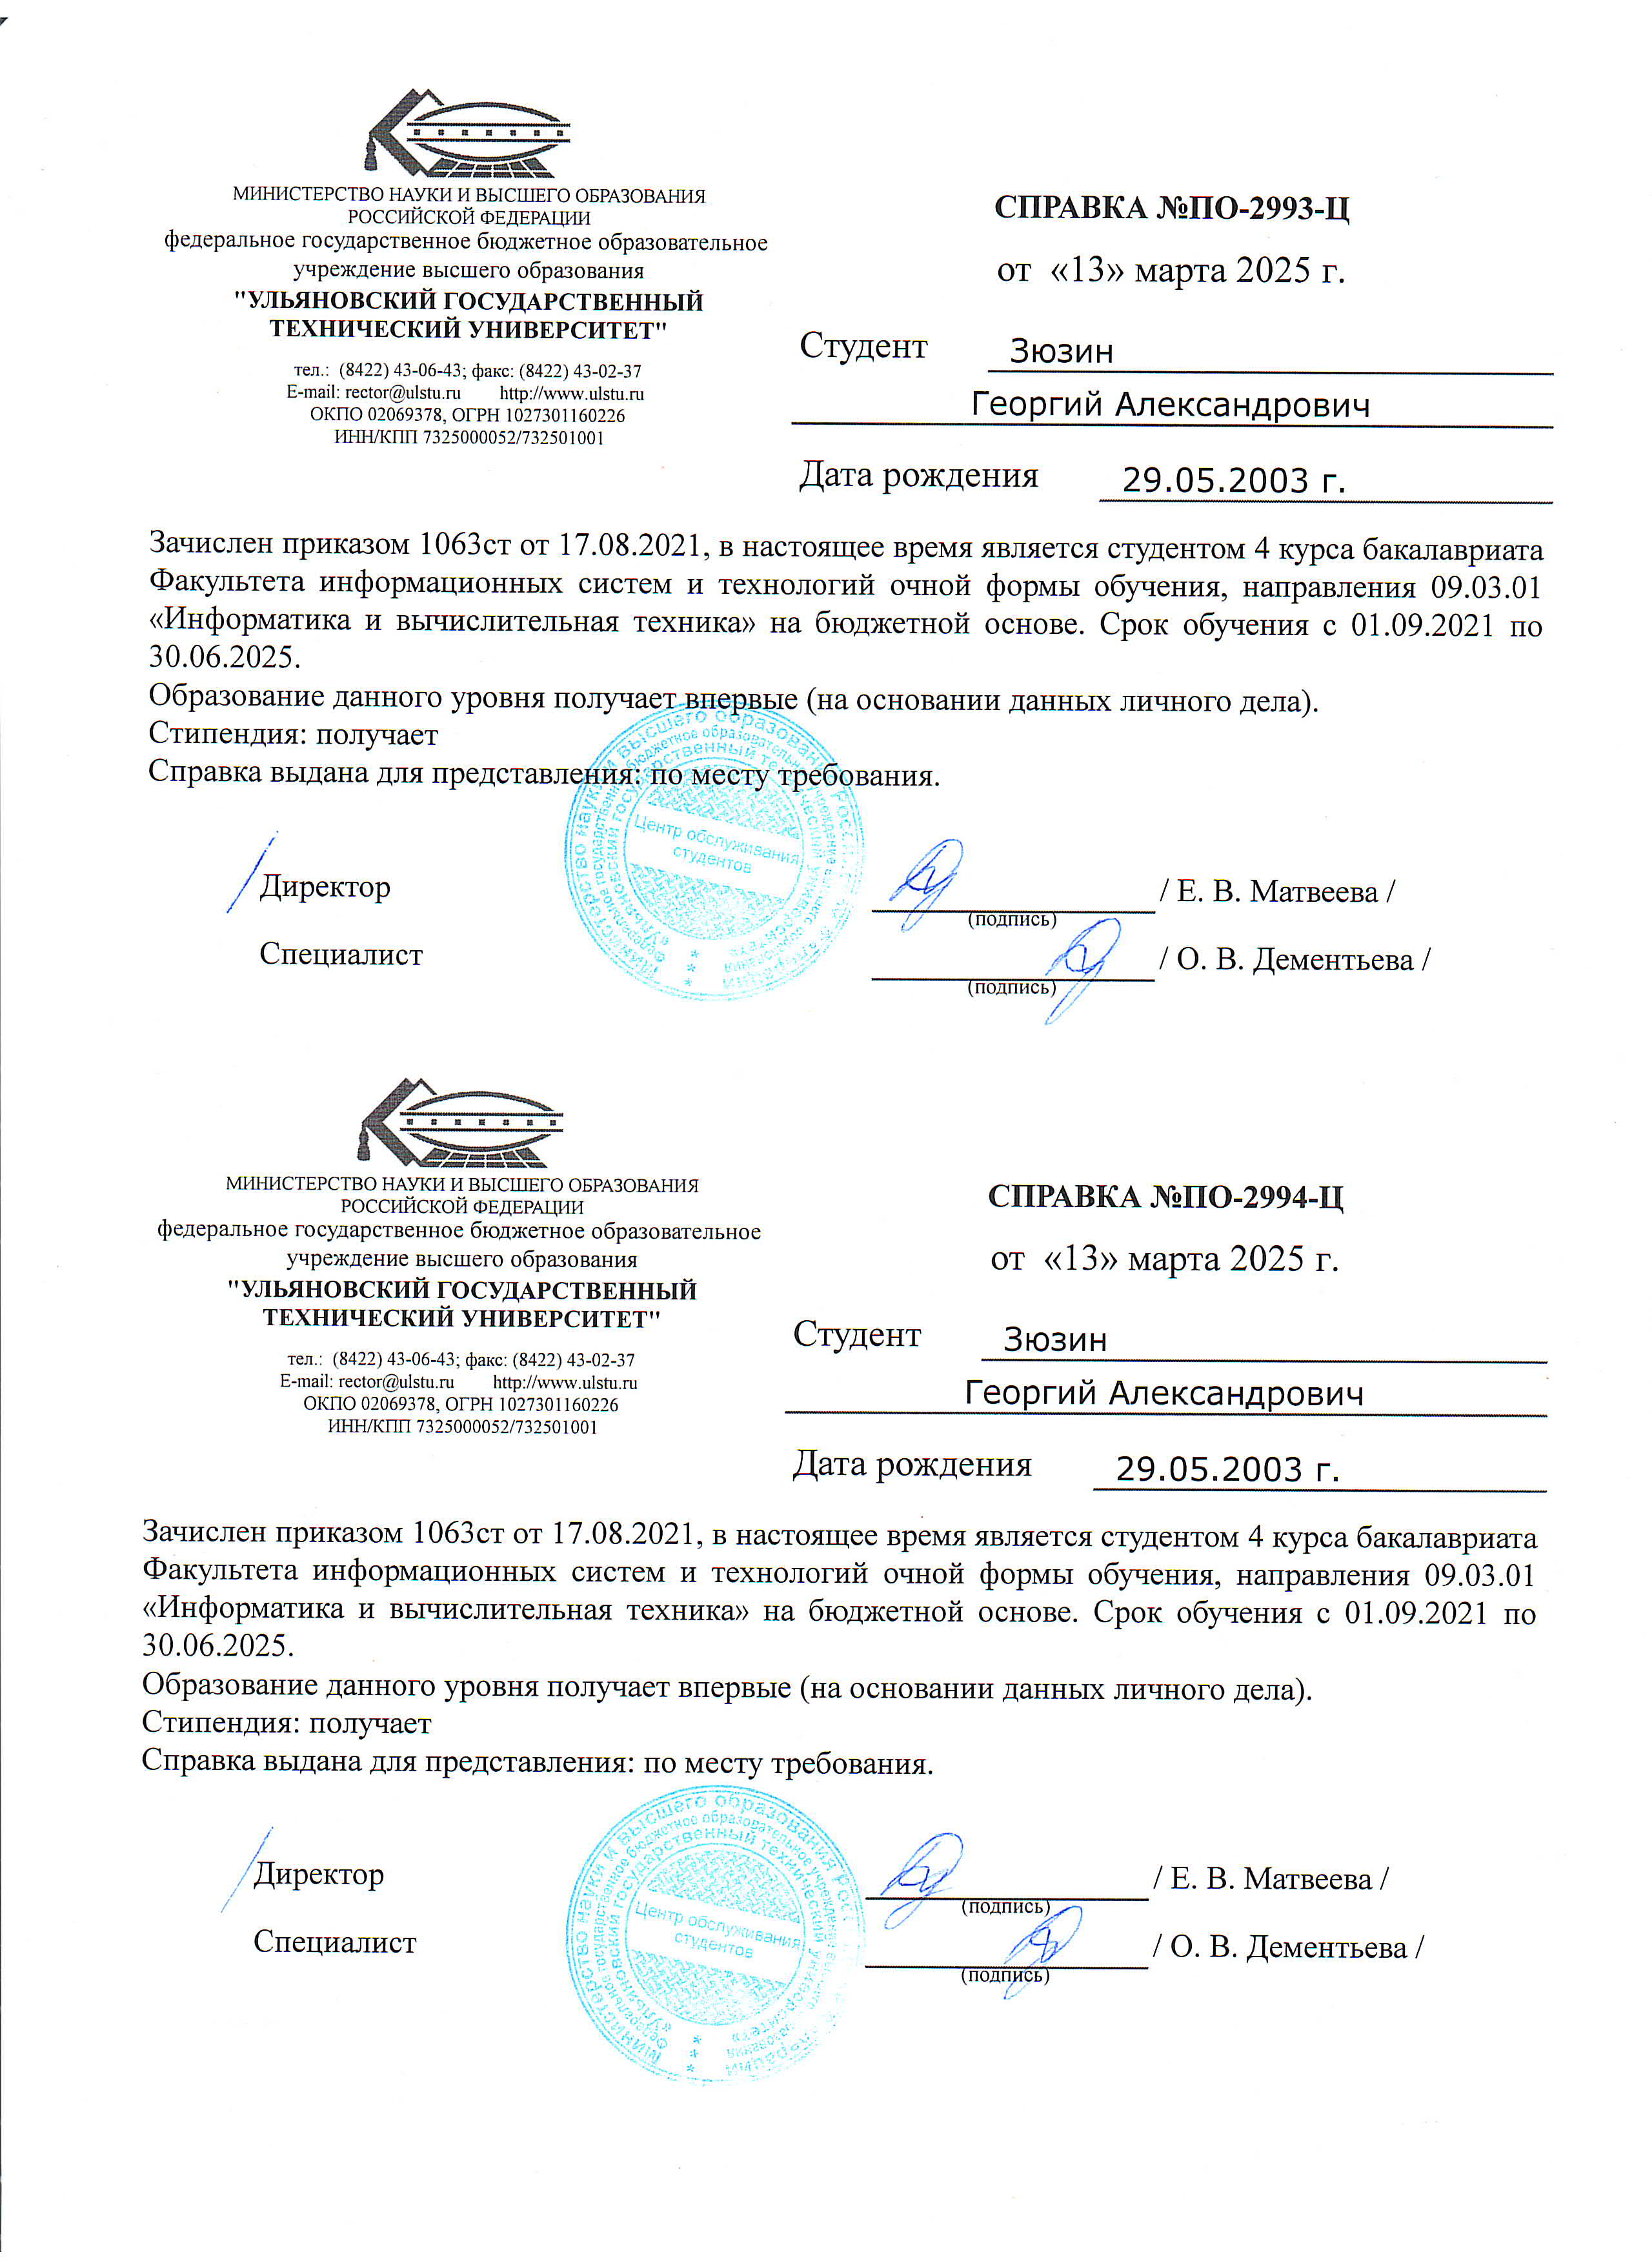 МИНИСТЕРСТВО НАУКИ И ВЫСШЕГО ОБРАЗОВАНИЯ
РОССИЙСКОЙ ФЕДЕРАЦИИ
федеральное государственное бюджетное образовательное
учреждение высшего образования
"УЛЬЯНОВСКИЙ ГОСУДАРСТВЕННЫЙ
ТЕХНИЧЕСКИЙ УНИВЕРСИТЕТ"
тел.: (8422) 43-06-43; факс: (8422) 43-02-37
E-mail: rector@ulstu.ru http://www.ulstu.ru
ОКПО 02069378, ОГРН 1027301160226
ИНН/КПП 7325000052/732501001
СПРАВКА №ПО-2993-Ц
от «13» марта 2025 г.
Студент Зюзин
Георгий Александрович
Дата рождения 29.05.2003 г.
Зачислен приказом 1063ст от 17.08.2021, в настоящее время является студентом 4 курса бакалавриата
Факультета информационных систем и технологий очной формы обучения, направления 09.03.01
«Информатика и вычислительная техника» на бюджетной основе. Срок обучения с 01.09.2021 по
30.06.2025.
Образование данного уровня получает впервые (на основании данных личного дела).
Стипендия: получает
Справка выдана для представления: по месту требования.
Центр обслуживания
студентов
Директор / Е. В. Матвеева /
(подпись)
Специалист / О. В. Дементьева /
(подпись)
МИНИСТЕРСТВО НАУКИ И ВЫСШЕГО ОБРАЗОВАНИЯ
РОССИЙСКОЙ ФЕДЕРАЦИИ
федеральное государственное бюджетное образовательное
учреждение высшего образования
"УЛЬЯНОВСКИЙ ГОСУДАРСТВЕННЫЙ
ТЕХНИЧЕСКИЙ УНИВЕРСИТЕТ"
тел.: (8422) 43-06-43; факс: (8422) 43-02-37
E-mail: rector@ulstu.ru http://www.ulstu.ru
ОКПО 02069378, ОГРН 1027301160226
ИНН/КПП 7325000052/732501001
СПРАВКА №ПО-2994-Ц
от «13» марта 2025 г.
Студент Зюзин
Георгий Александрович
Дата рождения 29.05.2003 г.
Зачислен приказом 1063ст от 17.08.2021, в настоящее время является студентом 4 курса бакалавриата
Факультета информационных систем и технологий очной формы обучения, направления 09.03.01
«Информатика и вычислительная техника» на бюджетной основе. Срок обучения с 01.09.2021 по
30.06.2025.
Образование данного уровня получает впервые (на основании данных личного дела).
Стипендия: получает
Справка выдана для представления: по месту требования.
Центр обслуживания
студентов
Директор / Е. В. Матвеева /
(подпись)
Специалист / О. В. Дементьева /
(подпись)